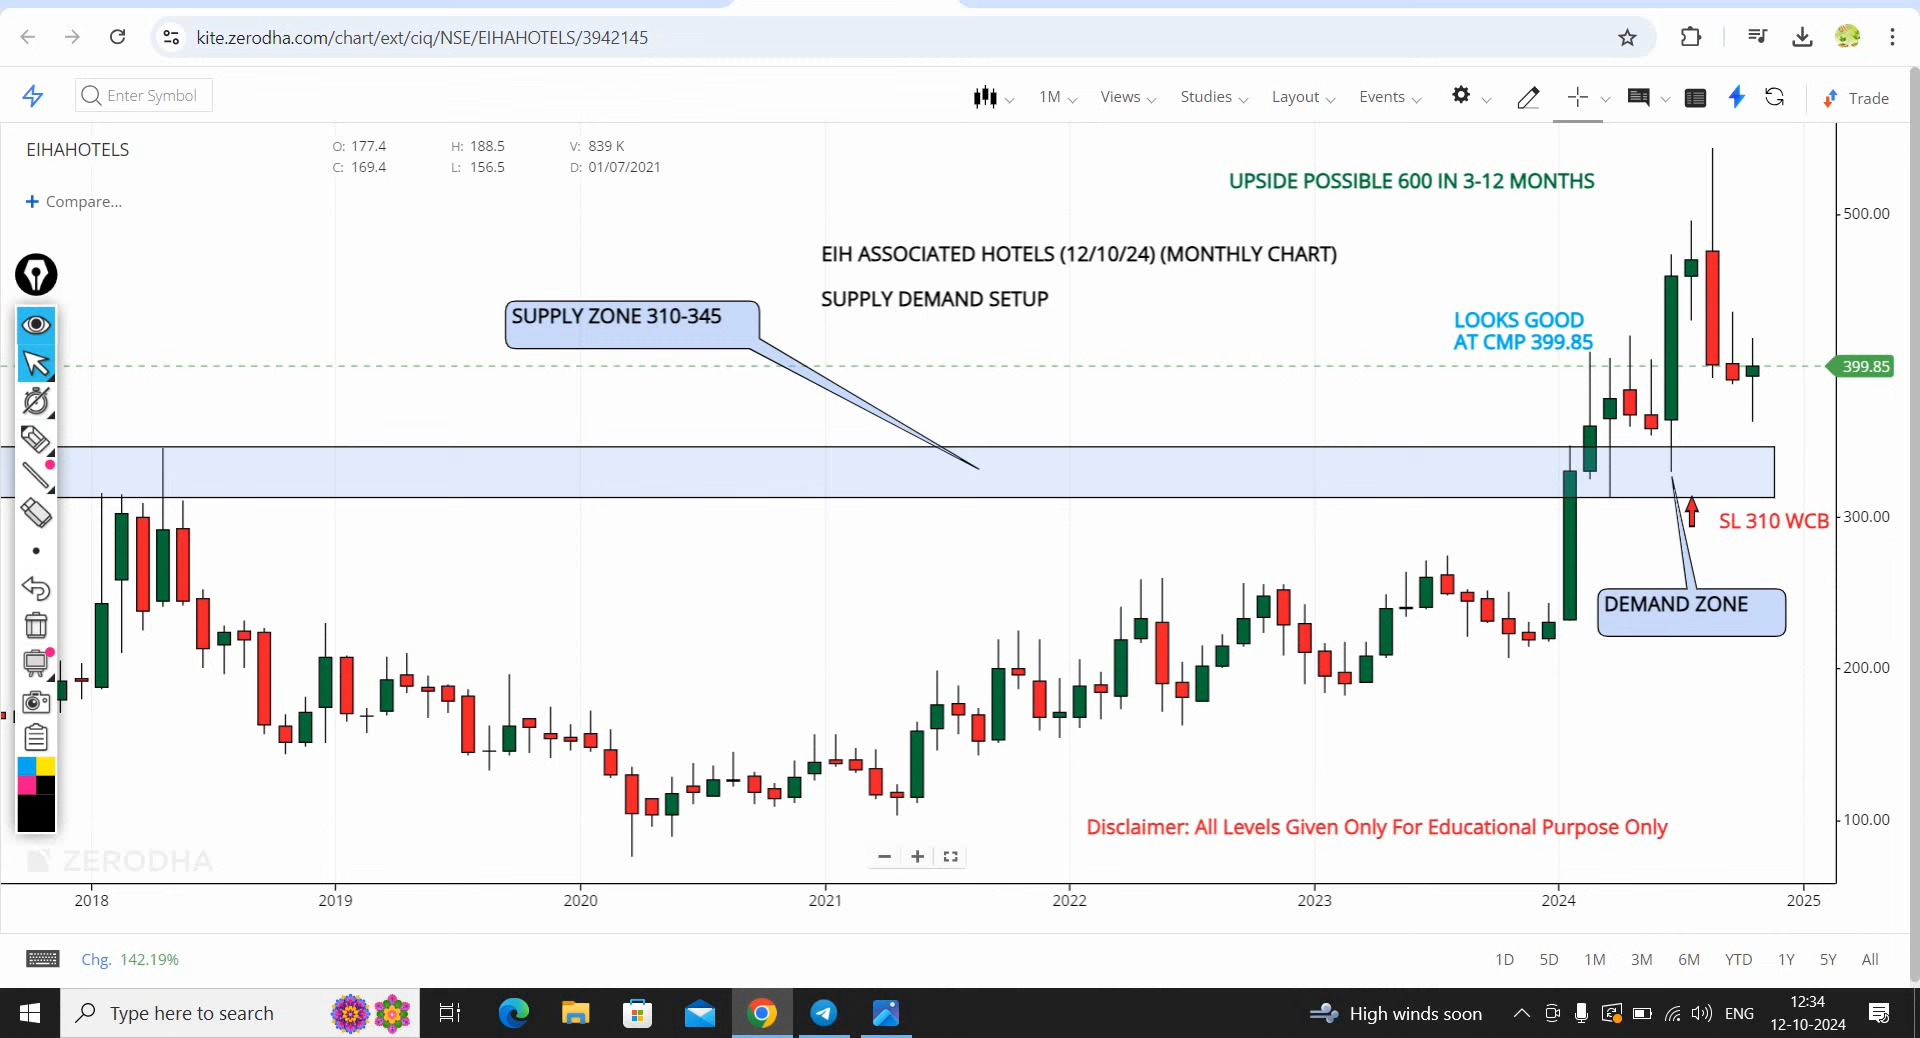 kite.zerodha.com/chart/ext/ciq/NSE/EIHAHOTELS/3942145
Enter Symbol
1M
Views
Studies
Layout
Events
Trade
EIHAHOTELS
O: 177.4
H: 188.5
V: 839 K
C: 169.4
L: 156.5
D: 01/07/2021
+ Compare...
UPSIDE POSSIBLE 600 IN 3-12 MONTHS
500.00
EIH ASSOCIATED HOTELS (12/10/24) (MONTHLY CHART)
SUPPLY DEMAND SETUP
SUPPLY ZONE 310-345
LOOKS GOOD
AT CMP 399.85
399.85
300.00
SL 310 WCB
DEMAND ZONE
200.00
100.00
Disclaimer: All Levels Given Only For Educational Purpose Only
ZERODHA
2018
2019
2020
2021
2022
2023
2024
2025
Chg. 142.19%
1D
5D
1M
3M
6M
YTD
1Y
5Y
All
Type here to search
High winds soon
ENG
12:34
12-10-2024